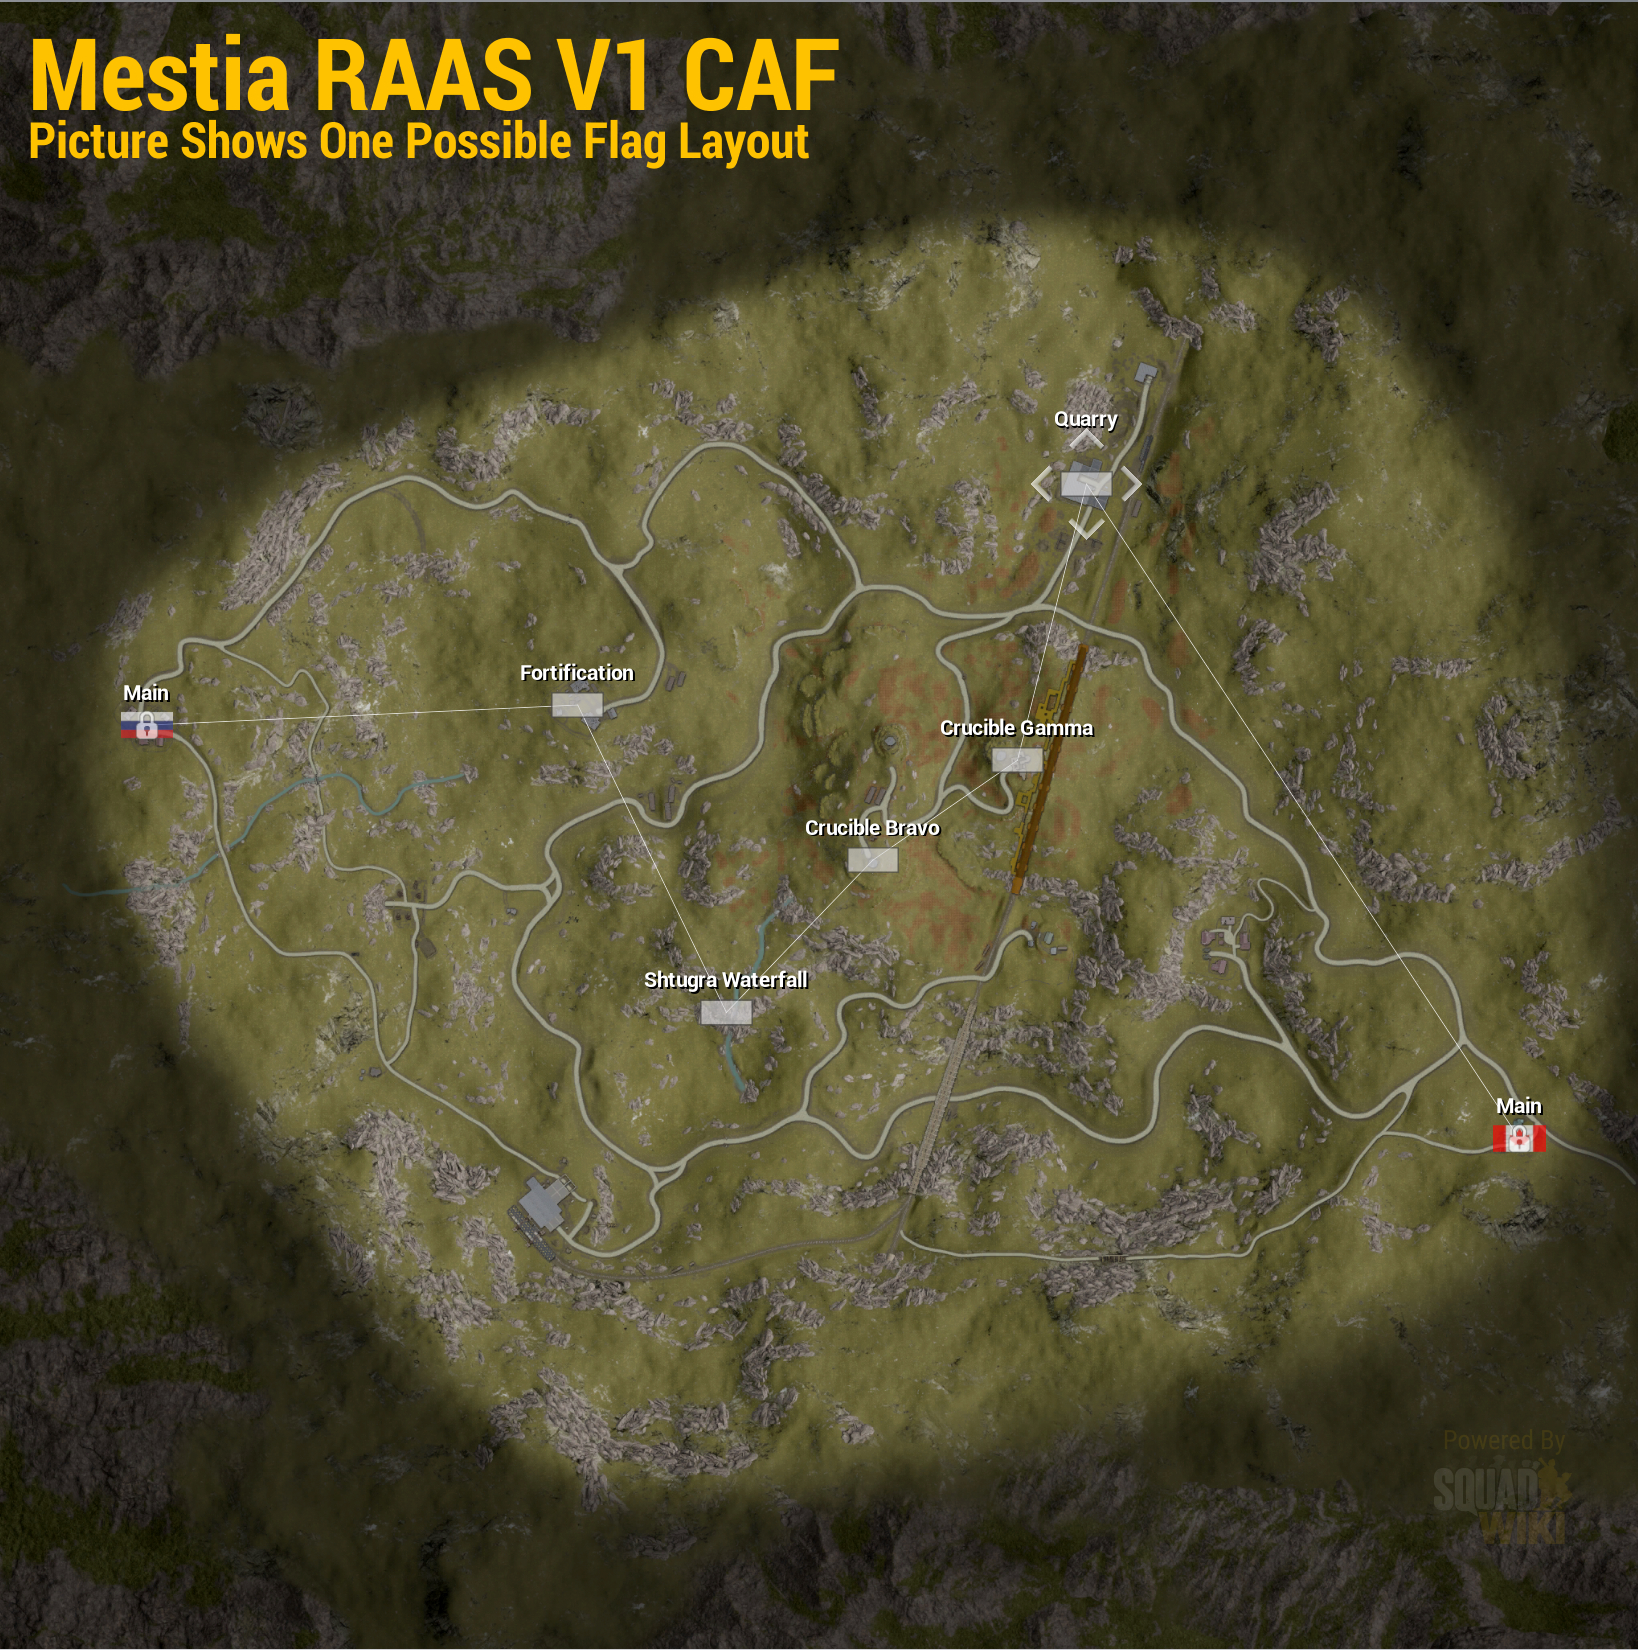 Mestia RAAS V1 CAF
Picture Shows One Possible Flag Layout
Quarry
Fortification
Main
Crucible Gamma
Crucible Bravo
Shtugra Waterfall
Main
Powered By
SQUAD
WIKI